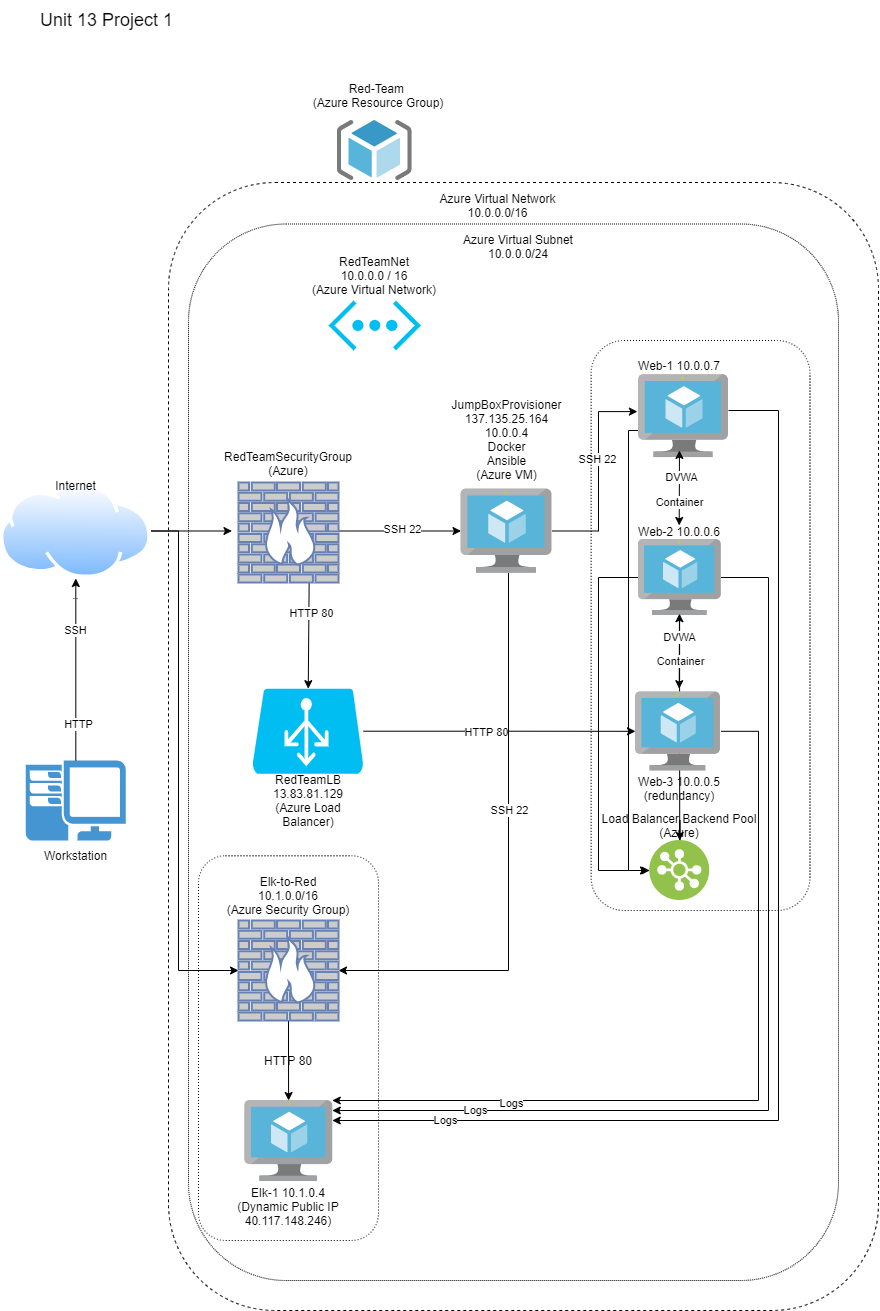 Unit 13 Project 1
Red-Team
(Azure Resource Group)
Azure Virtual Network
10.0.0.0/16
Azure Virtual Subnet
10.0.0.0/24
RedTeamNet
10.0.0.0 / 16
(Azure Virtual Network)
Web-1 10.0.0.7
JumpBoxProvisioner
137.135.25.164
10.0.0.4
Docker
Ansible
(Azure VM)
RedTeamSecurityGroup
(Azure)
SSH 22
DVWA
Container
Internet
SSH 22
Web-2 10.0.0.6
HTTP 80
SSH
DVWA
Container
HTTP
HTTP 80
RedTeamLB
13.83.81.129
(Azure Load
Balancer)
Web-3 10.0.0.5
(redundancy)
SSH 22
Load Balancer Backend Pool
(Azure)
Workstation
Elk-to-Red
10.1.0.0/16
(Azure Security Group)
HTTP 80
Logs
Logs
Logs
Elk-1 10.1.0.4
(Dynamic Public IP
40.117.148.246)